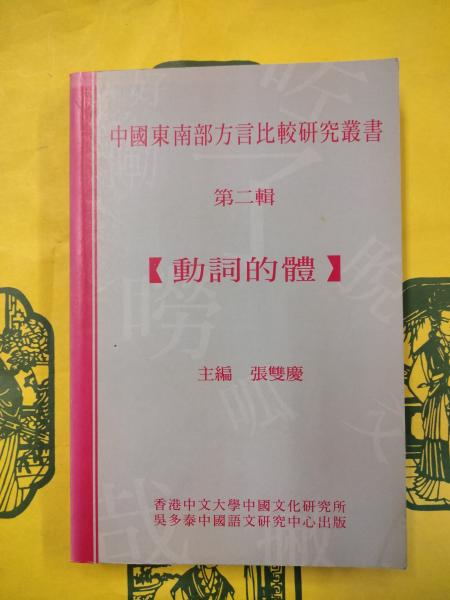 中國東南部方言比較研究叢書
第二輯
【動詞的體】
主編　張雙慶
香港中文大學中國文化研究所
吳多泰中國語文研究中心出版